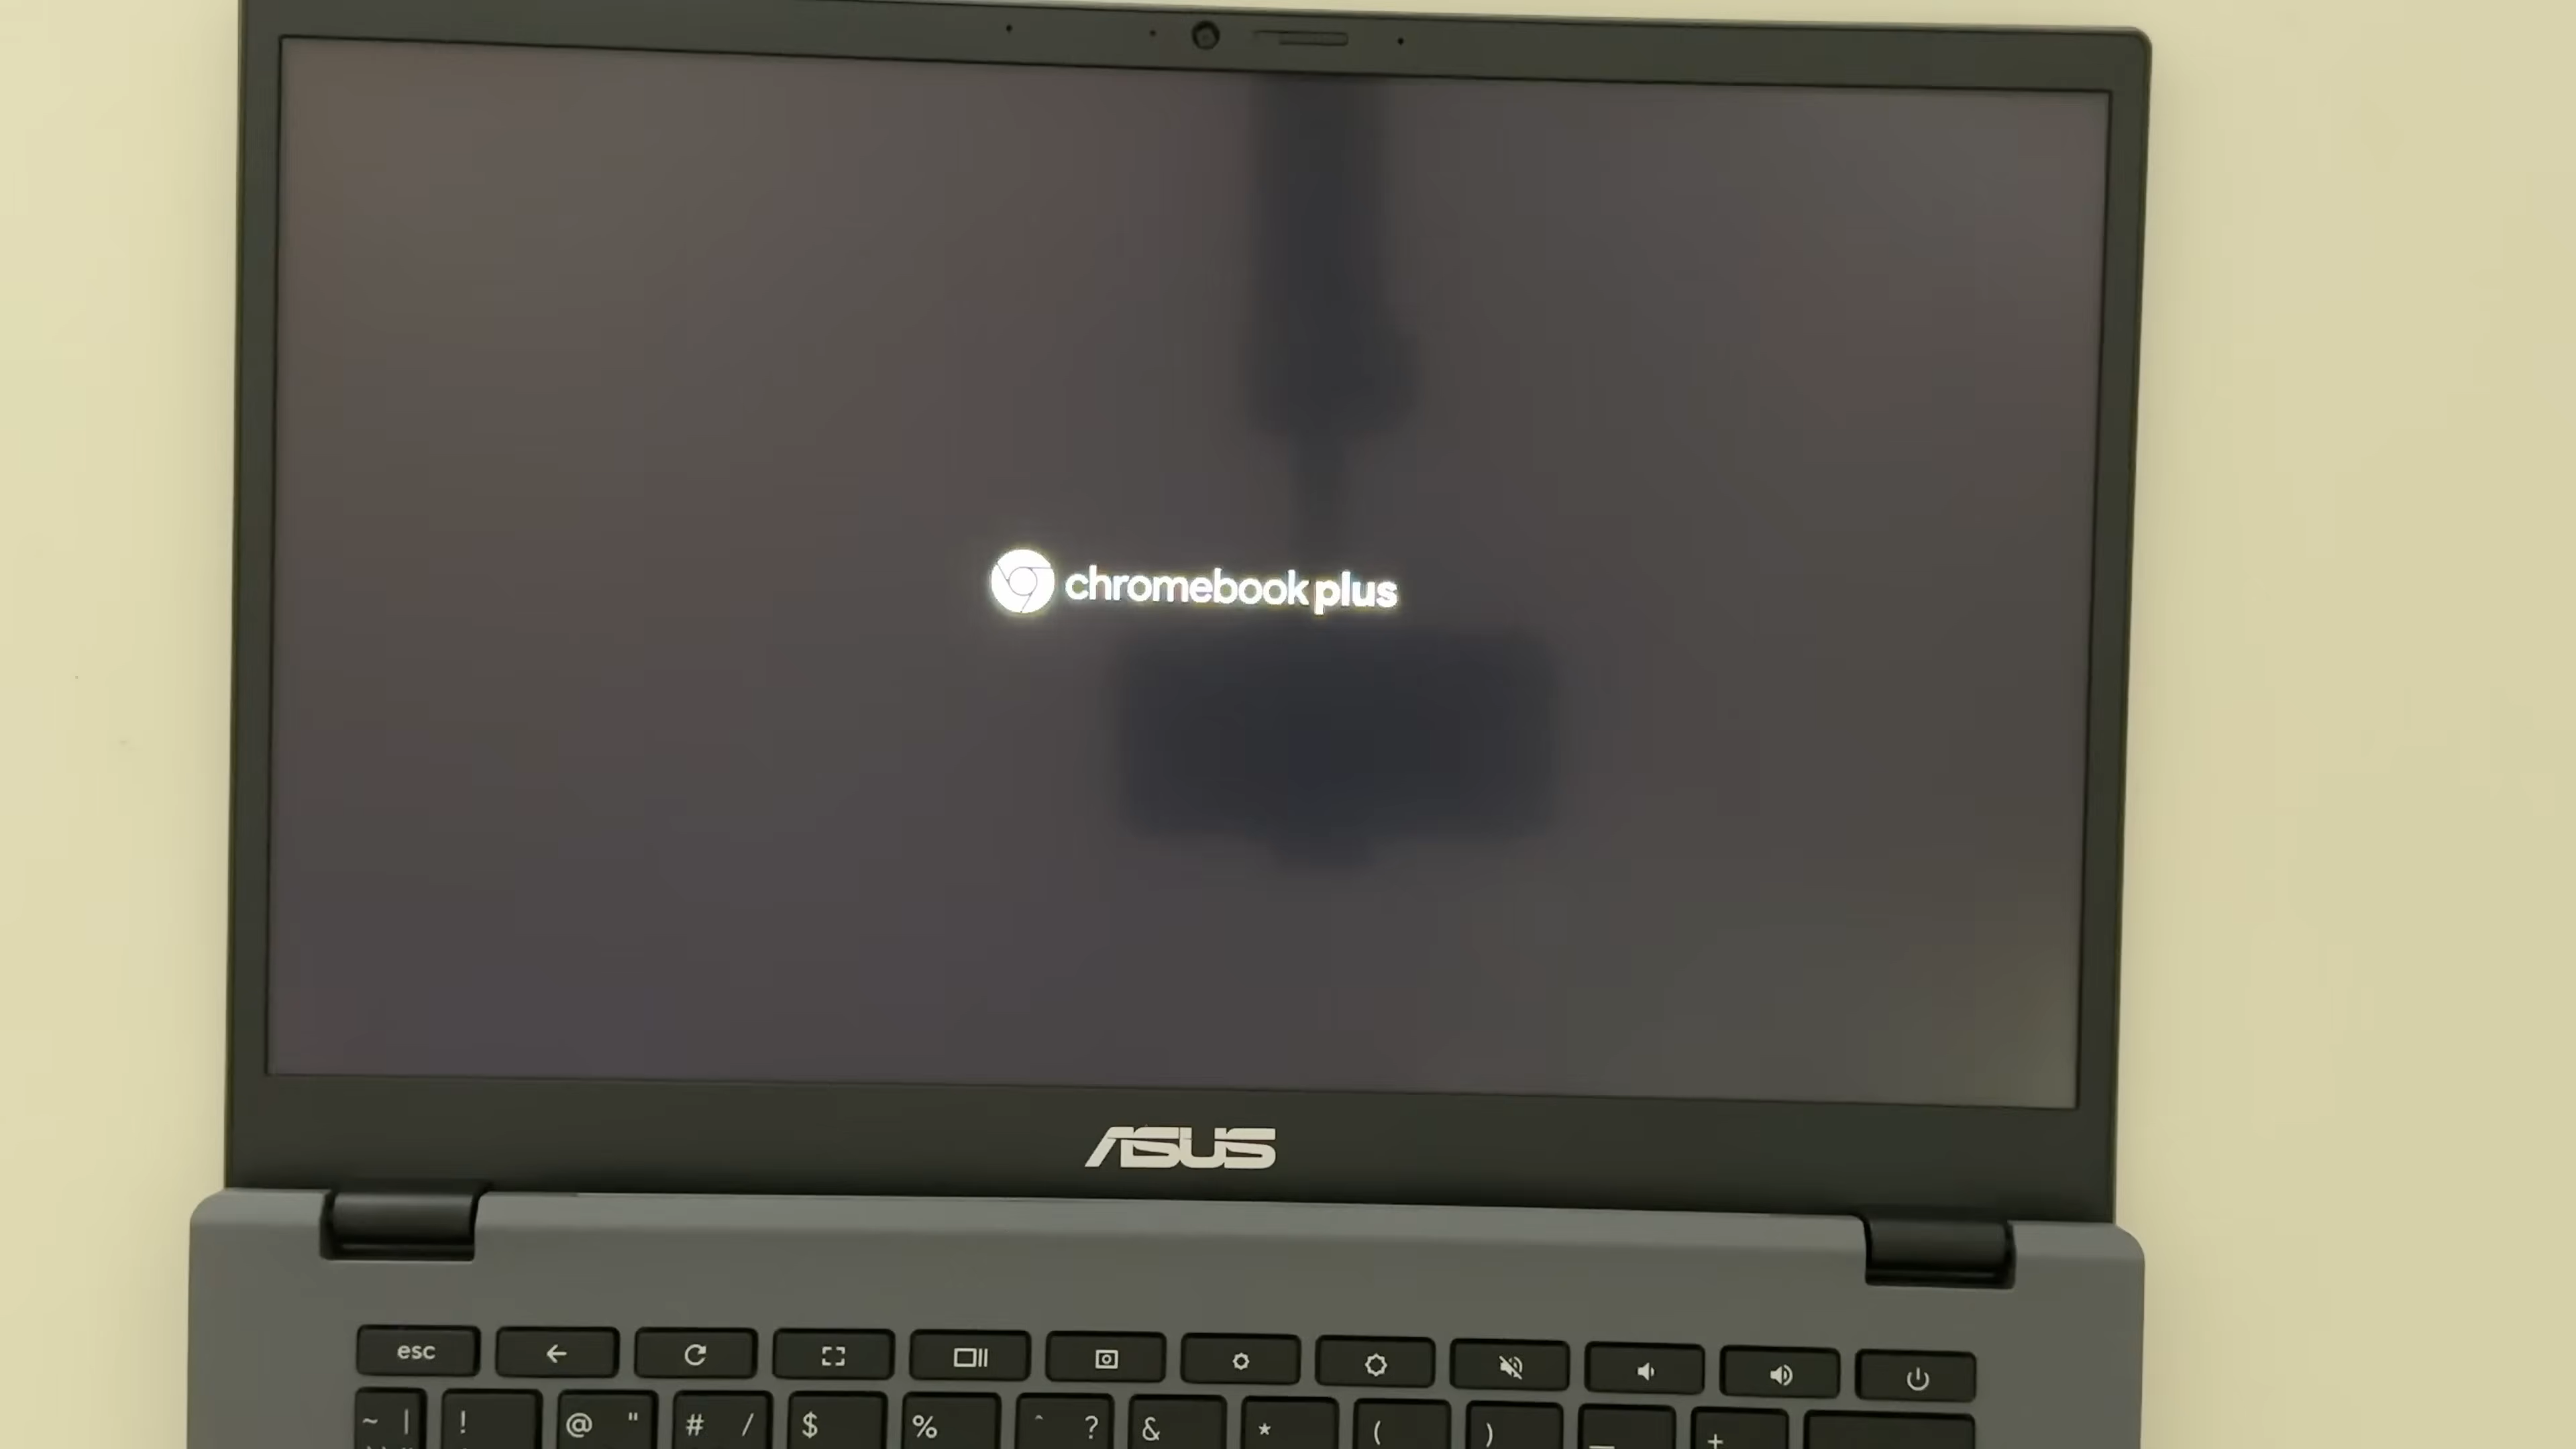 chromebook plus
ASUS
esc
~ | ! @ " # / $ % ^ ? & * ( ) _ +